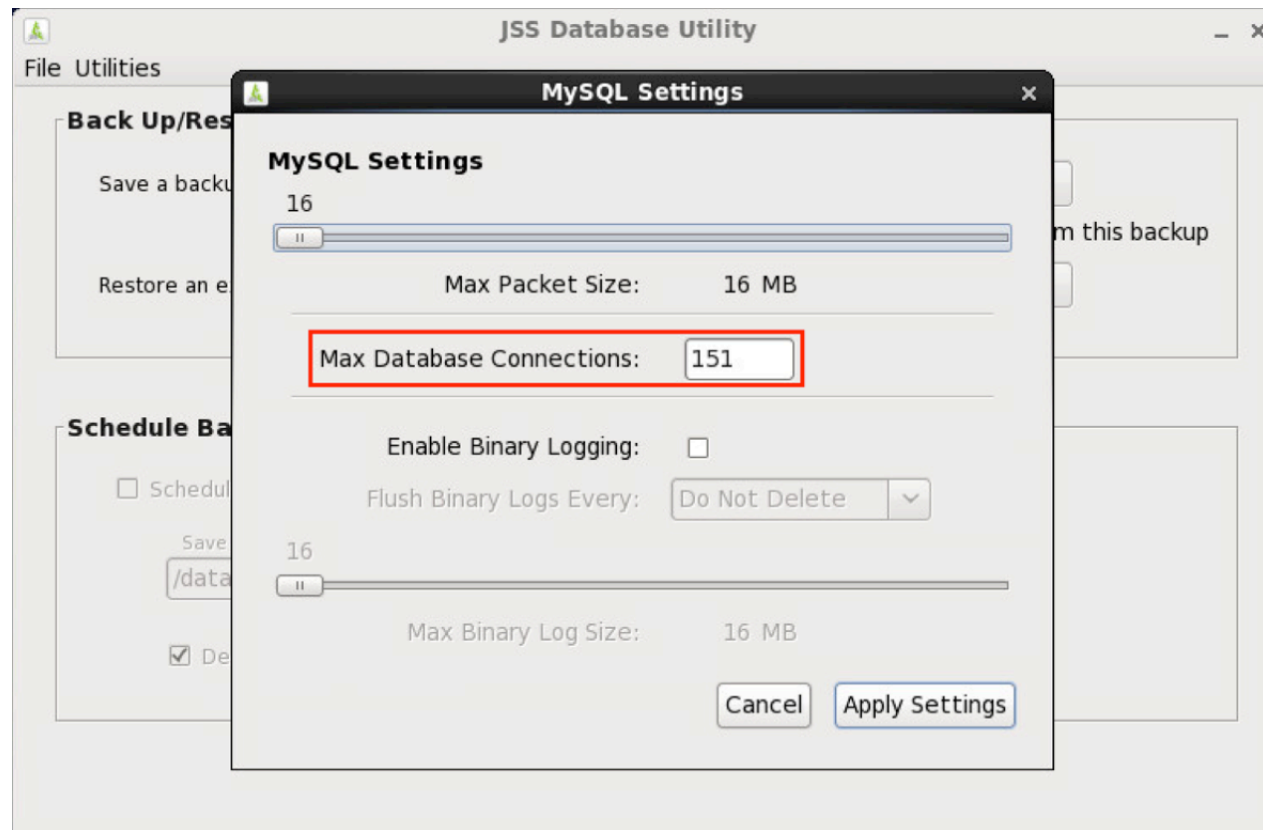 JSS Database Utility
File Utilities
MySQL Settings
Back Up/Res
MySQL Settings
Save a backu
16
m this backup
Restore an e
Max Packet Size: 16 MB
Max Database Connections: 151
Schedule Ba
Enable Binary Logging:
Schedul
Flush Binary Logs Every: Do Not Delete
Save
16
/data
Max Binary Log Size: 16 MB
De
Cancel Apply Settings